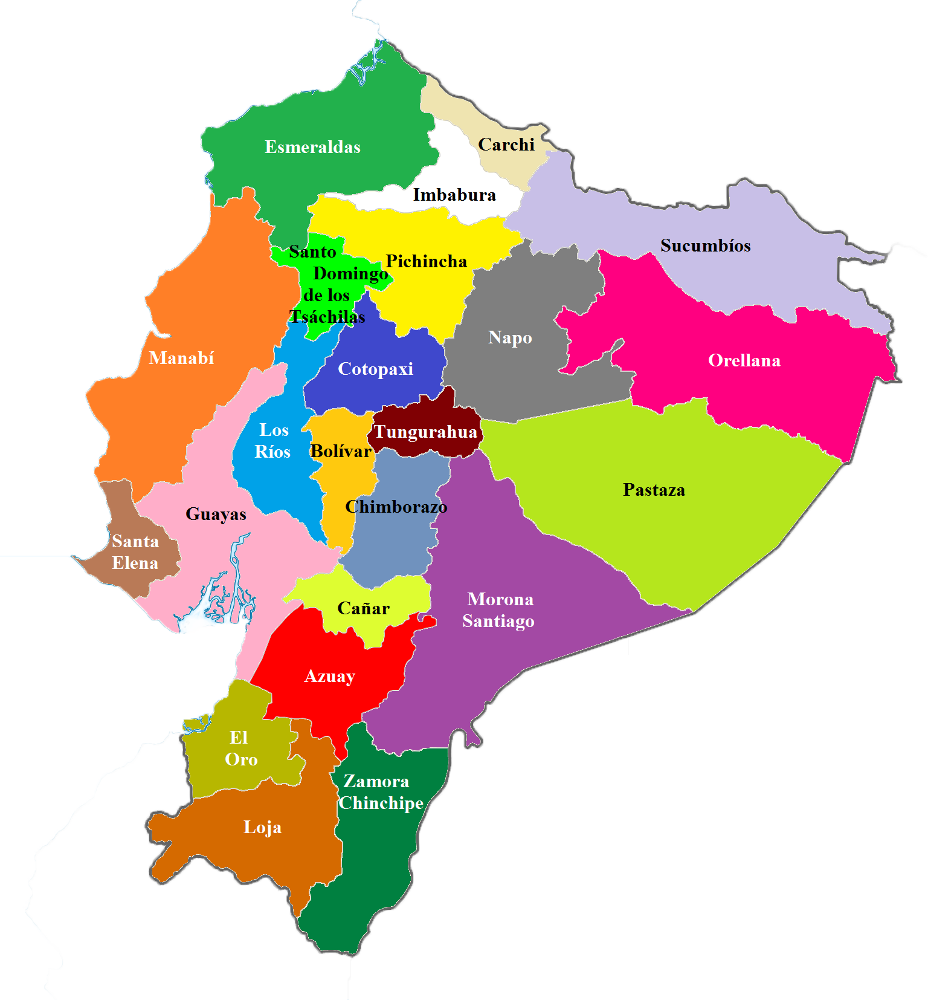 Esmeraldas
Carchi
Imbabura
Sucumbíos
Santo
Domingo
de los
Tsáchilas
Pichincha
Manabí
Cotopaxi
Napo
Orellana
Los
Ríos
Bolívar
Tungurahua
Pastaza
Guayas
Chimborazo
Santa
Elena
Cañar
Morona
Santiago
Azuay
El
Oro
Zamora
Chinchipe
Loja